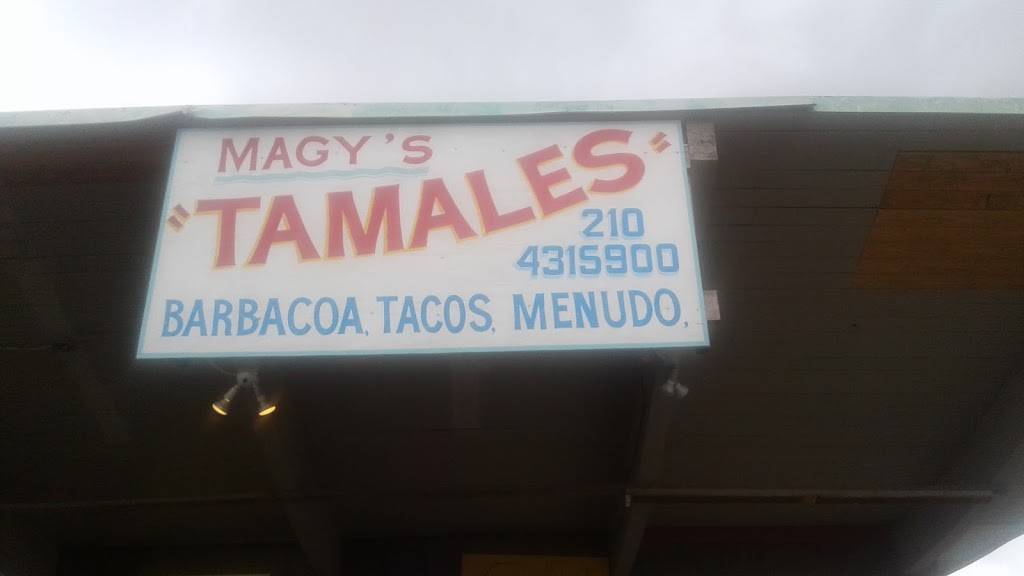 MAGY'S
"TAMALES"
210
4315900
BARBACOA, TACOS, MENUDO,